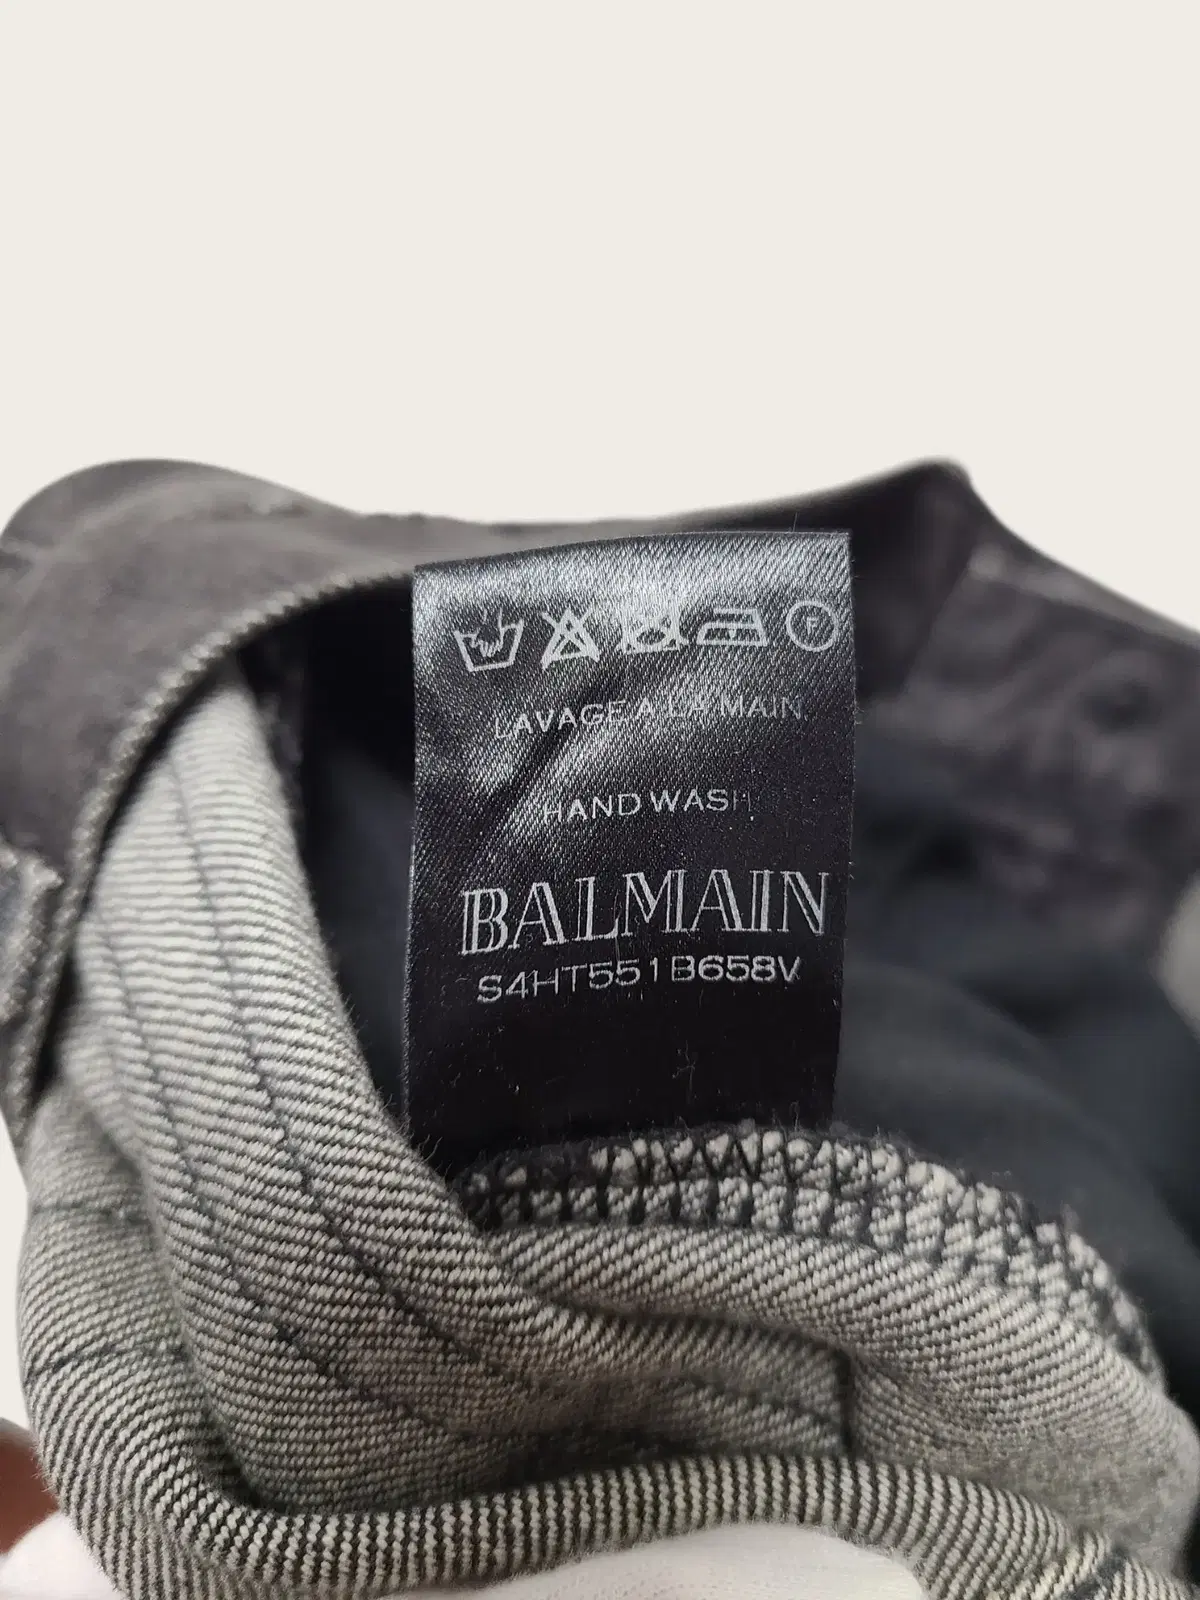 F
LAVAGE A LA MAIN
HAND WASH
BALMAIN
S4HT551B658V